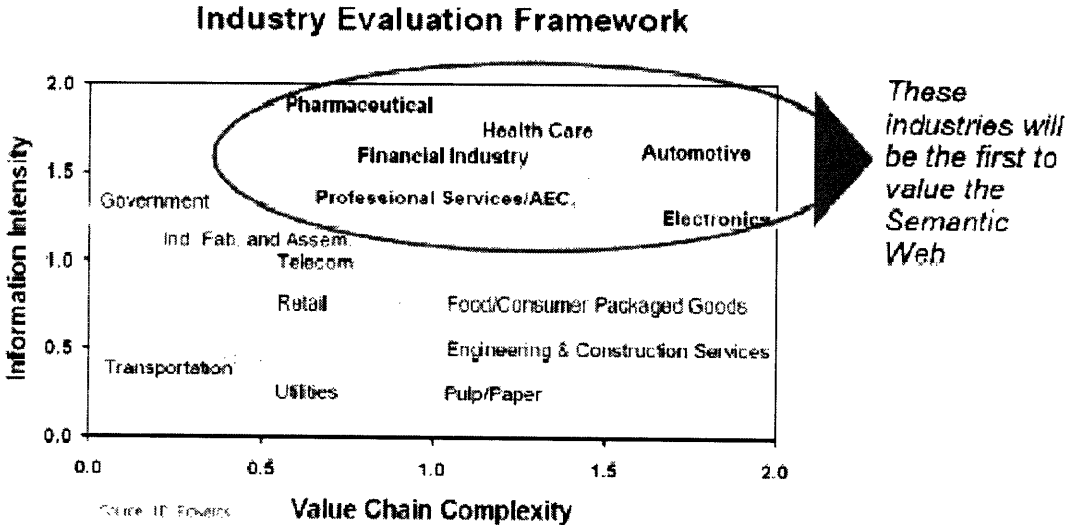 Industry Evaluation Framework
2.0
Pharmaceutical
Health Care
Financial Industry
Automotive
1.5
Government
Professional Services/AEC
Electronics
Ind. Fab. and Assem.
1.0
Telecom
Retail
Food/Consumer Packaged Goods
0.5
Engineering & Construction Services
Transportation
Utilities
Pulp/Paper
0.0
0.0
0.5
1.0
1.5
2.0
Information Intensity
Value Chain Complexity
These
industries will
be the first to
value the
Semantic
Web